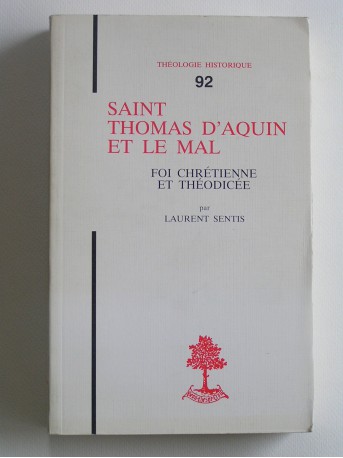 THÉOLOGIE HISTORIQUE
92
SAINT
THOMAS D'AQUIN
ET LE MAL
FOI CHRÉTIENNE
ET THÉODICÉE
par
LAURENT SENTIS